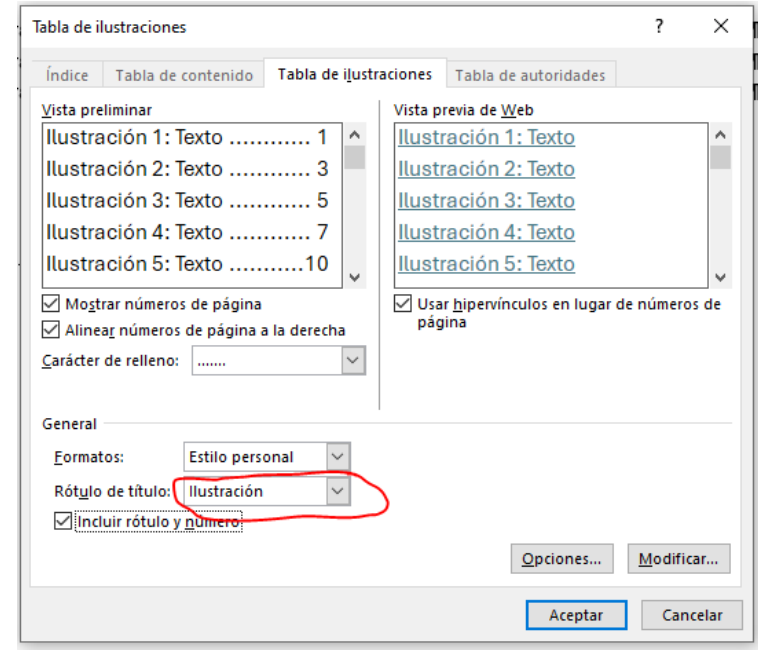 Tabla de ilustraciones
Índice Tabla de contenido Tabla de ilustraciones Tabla de autoridades
Vista preliminar
Ilustración 1: Texto ............ 1
Ilustración 2: Texto ............ 3
Ilustración 3: Texto ............ 5
Ilustración 4: Texto ............ 7
Ilustración 5: Texto ...........10
Mostrar números de página
Alinear números de página a la derecha
Carácter de relleno: .......
Vista previa de Web
Ilustración 1: Texto
Ilustración 2: Texto
Ilustración 3: Texto
Ilustración 4: Texto
Ilustración 5: Texto
Usar hipervínculos en lugar de números de
página
General
Formatos: Estilo personal
Rótulo de título: Ilustración
Incluir rótulo y número
Opciones... Modificar...
Aceptar Cancelar